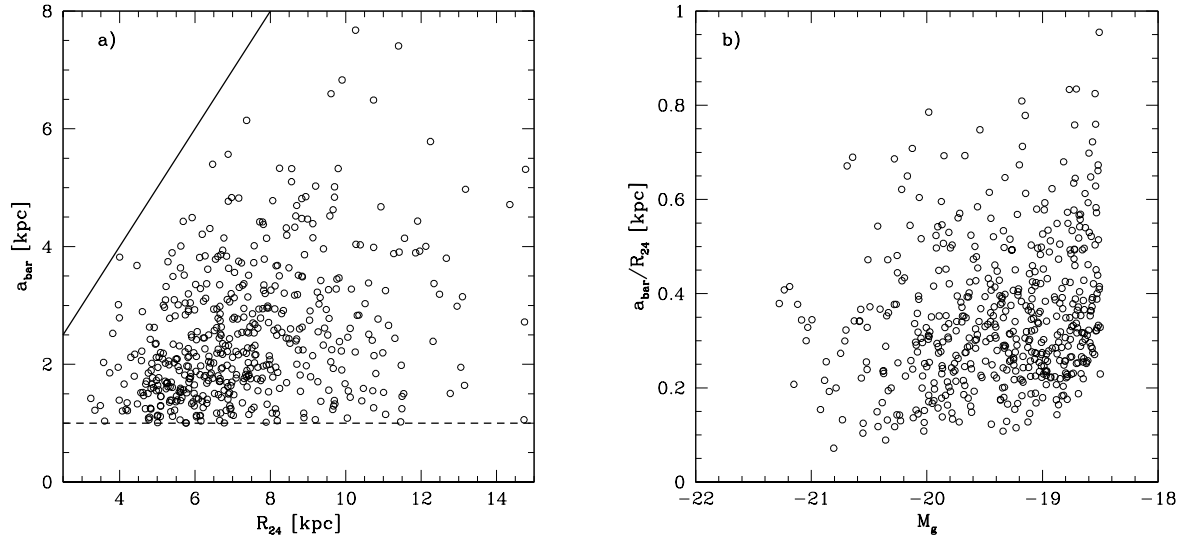 a)
8
6
4
2
0
a_bar [kpc]
4 6 8 10 12 14
R_24 [kpc]
b)
1
0.8
0.6
0.4
0.2
0
a_bar/R_24 [kpc]
−22 −21 −20 −19 −18
M_g